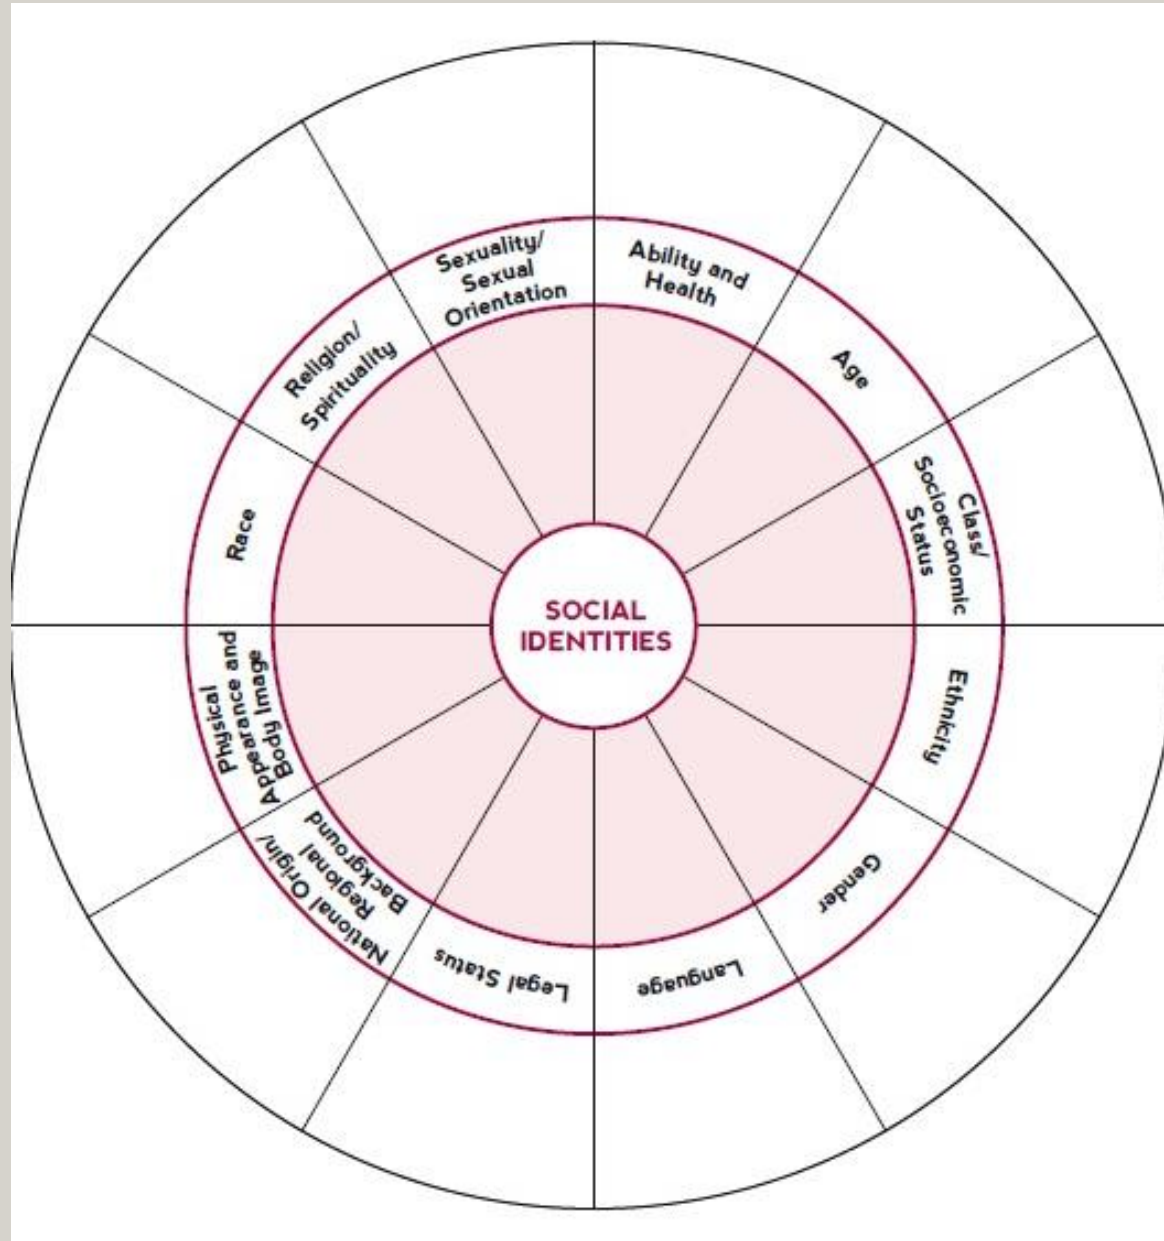 SOCIAL
IDENTITIES
Ability and
Health
Age
Class/
Socioeconomic
Status
Ethnicity
Gender
Language
Legal Status
National Origin/
Regional
Background
Physical
Appearance and
Body Image
Race
Religion/
Spirituality
Sexuality/
Sexual
Orientation